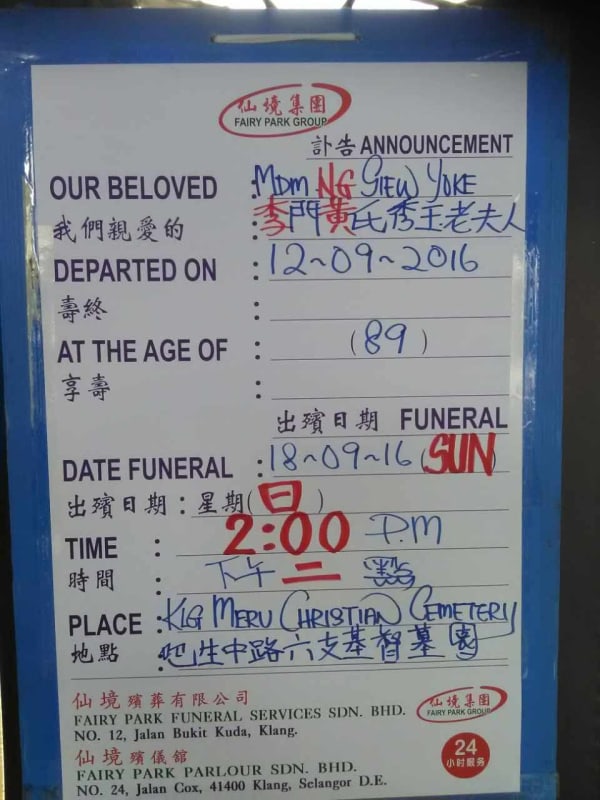 仙境集團
FAIRY PARK GROUP
訃告 ANNOUNCEMENT
OUR BELOVED : MDM NG SIEW YOKE
我們親愛的 李門黃氏秀玉老夫人
DEPARTED ON : 12~09~2016
壽終 :
AT THE AGE OF : (89)
享壽 :
出殯日期 FUNERAL
DATE FUNERAL : 18~09~16 (SUN)
出殯日期 : 星期(日)
TIME : 2:00 P.M
時間 : 下午二點
PLACE : KLG MERU CHRISTIAN CEMETERY
地點 : 巴生中路六支基督墓園
仙境殯葬有限公司
FAIRY PARK FUNERAL SERVICES SDN. BHD.
NO. 12, Jalan Bukit Kuda, Klang.
仙境殯儀館
FAIRY PARK PARLOUR SDN. BHD.
NO. 24, Jalan Cox, 41400 Klang, Selangor D.E.
仙境集團
FAIRY PARK GROUP
24
小时服务